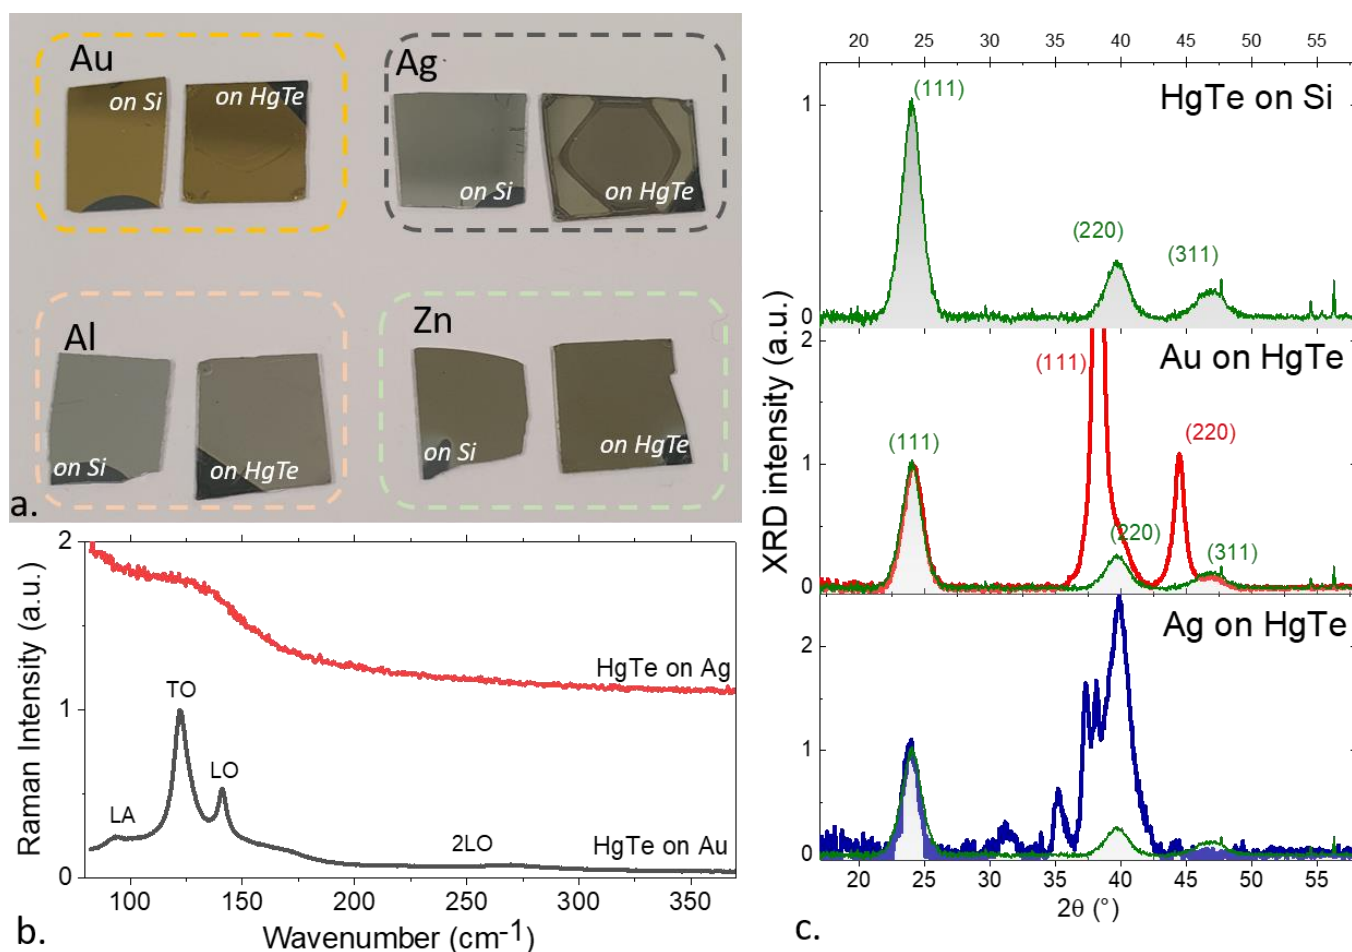 Au
on Si
on HgTe
Ag
on Si
on HgTe
Al
on Si
on HgTe
Zn
on Si
on HgTe
a.
2
1
0
Raman Intensity (a.u.)
HgTe on Ag
TO
LO
LA
2LO
HgTe on Au
100 150 200 250 300 350
Wavenumber (cm-1)
b.
20 25 30 35 40 45 50 55
HgTe on Si
(111)
(220)
(311)
1
0
Au on HgTe
(111)
(111)
(220)
(220)
(311)
2
1
0
XRD intensity (a.u.)
Ag on HgTe
2
1
0
20 25 30 35 40 45 50 55
2θ (°)
c.